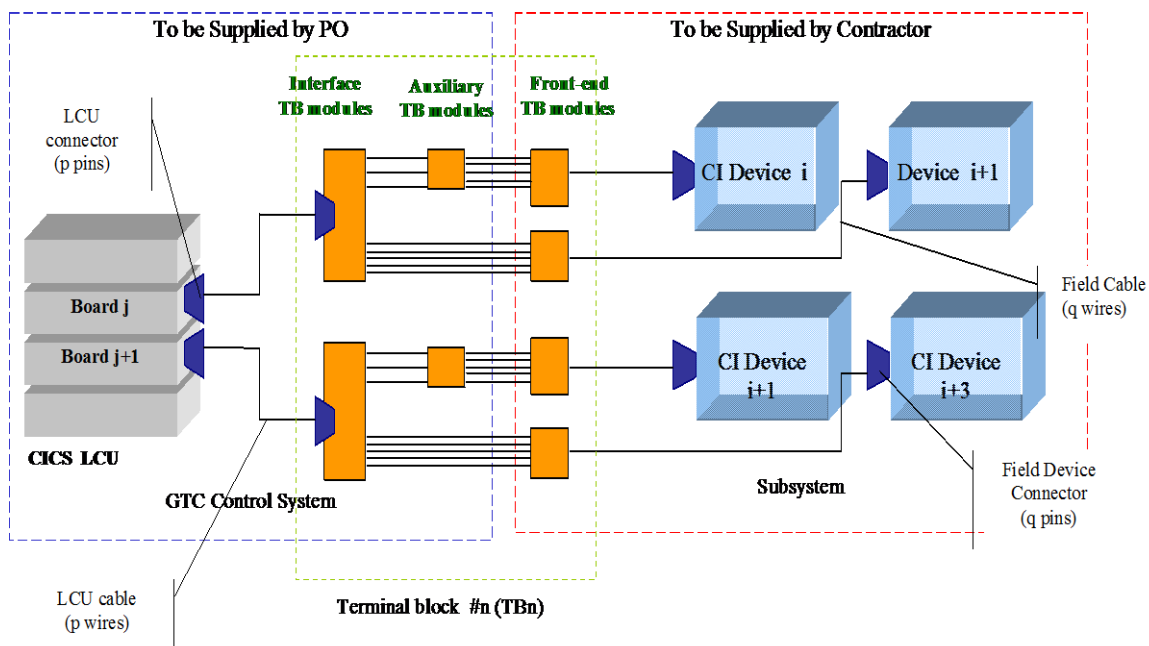 To be Supplied by PO
To be Supplied by Contractor
Interface
TB modules
Auxiliary
TB modules
Front-end
TB modules
LCU
connector
(p pins)
CI Device i
Device i+1
Board j
Board j+1
Field Cable
(q wires)
CI Device
i+1
CI Device
i+3
CICS LCU
GTC Control System
Subsystem
Field Device
Connector
(q pins)
LCU cable
(p wires)
Terminal block #n (TBn)